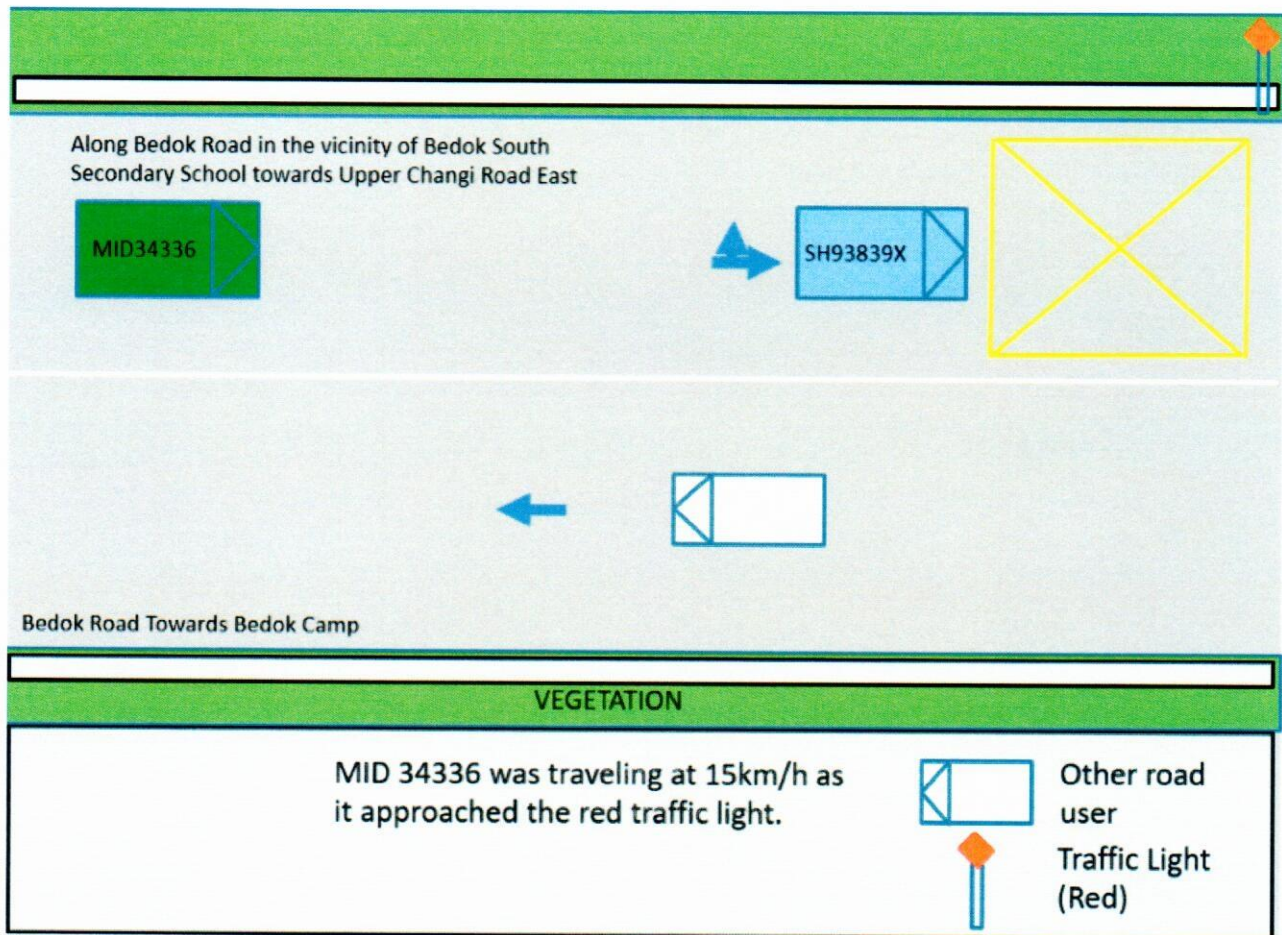 Along Bedok Road in the vicinity of Bedok South
Secondary School towards Upper Changi Road East
MID34336
SH93839X
Bedok Road Towards Bedok Camp
VEGETATION
MID 34336 was traveling at 15km/h as
it approached the red traffic light.
Other road
user
Traffic Light
(Red)